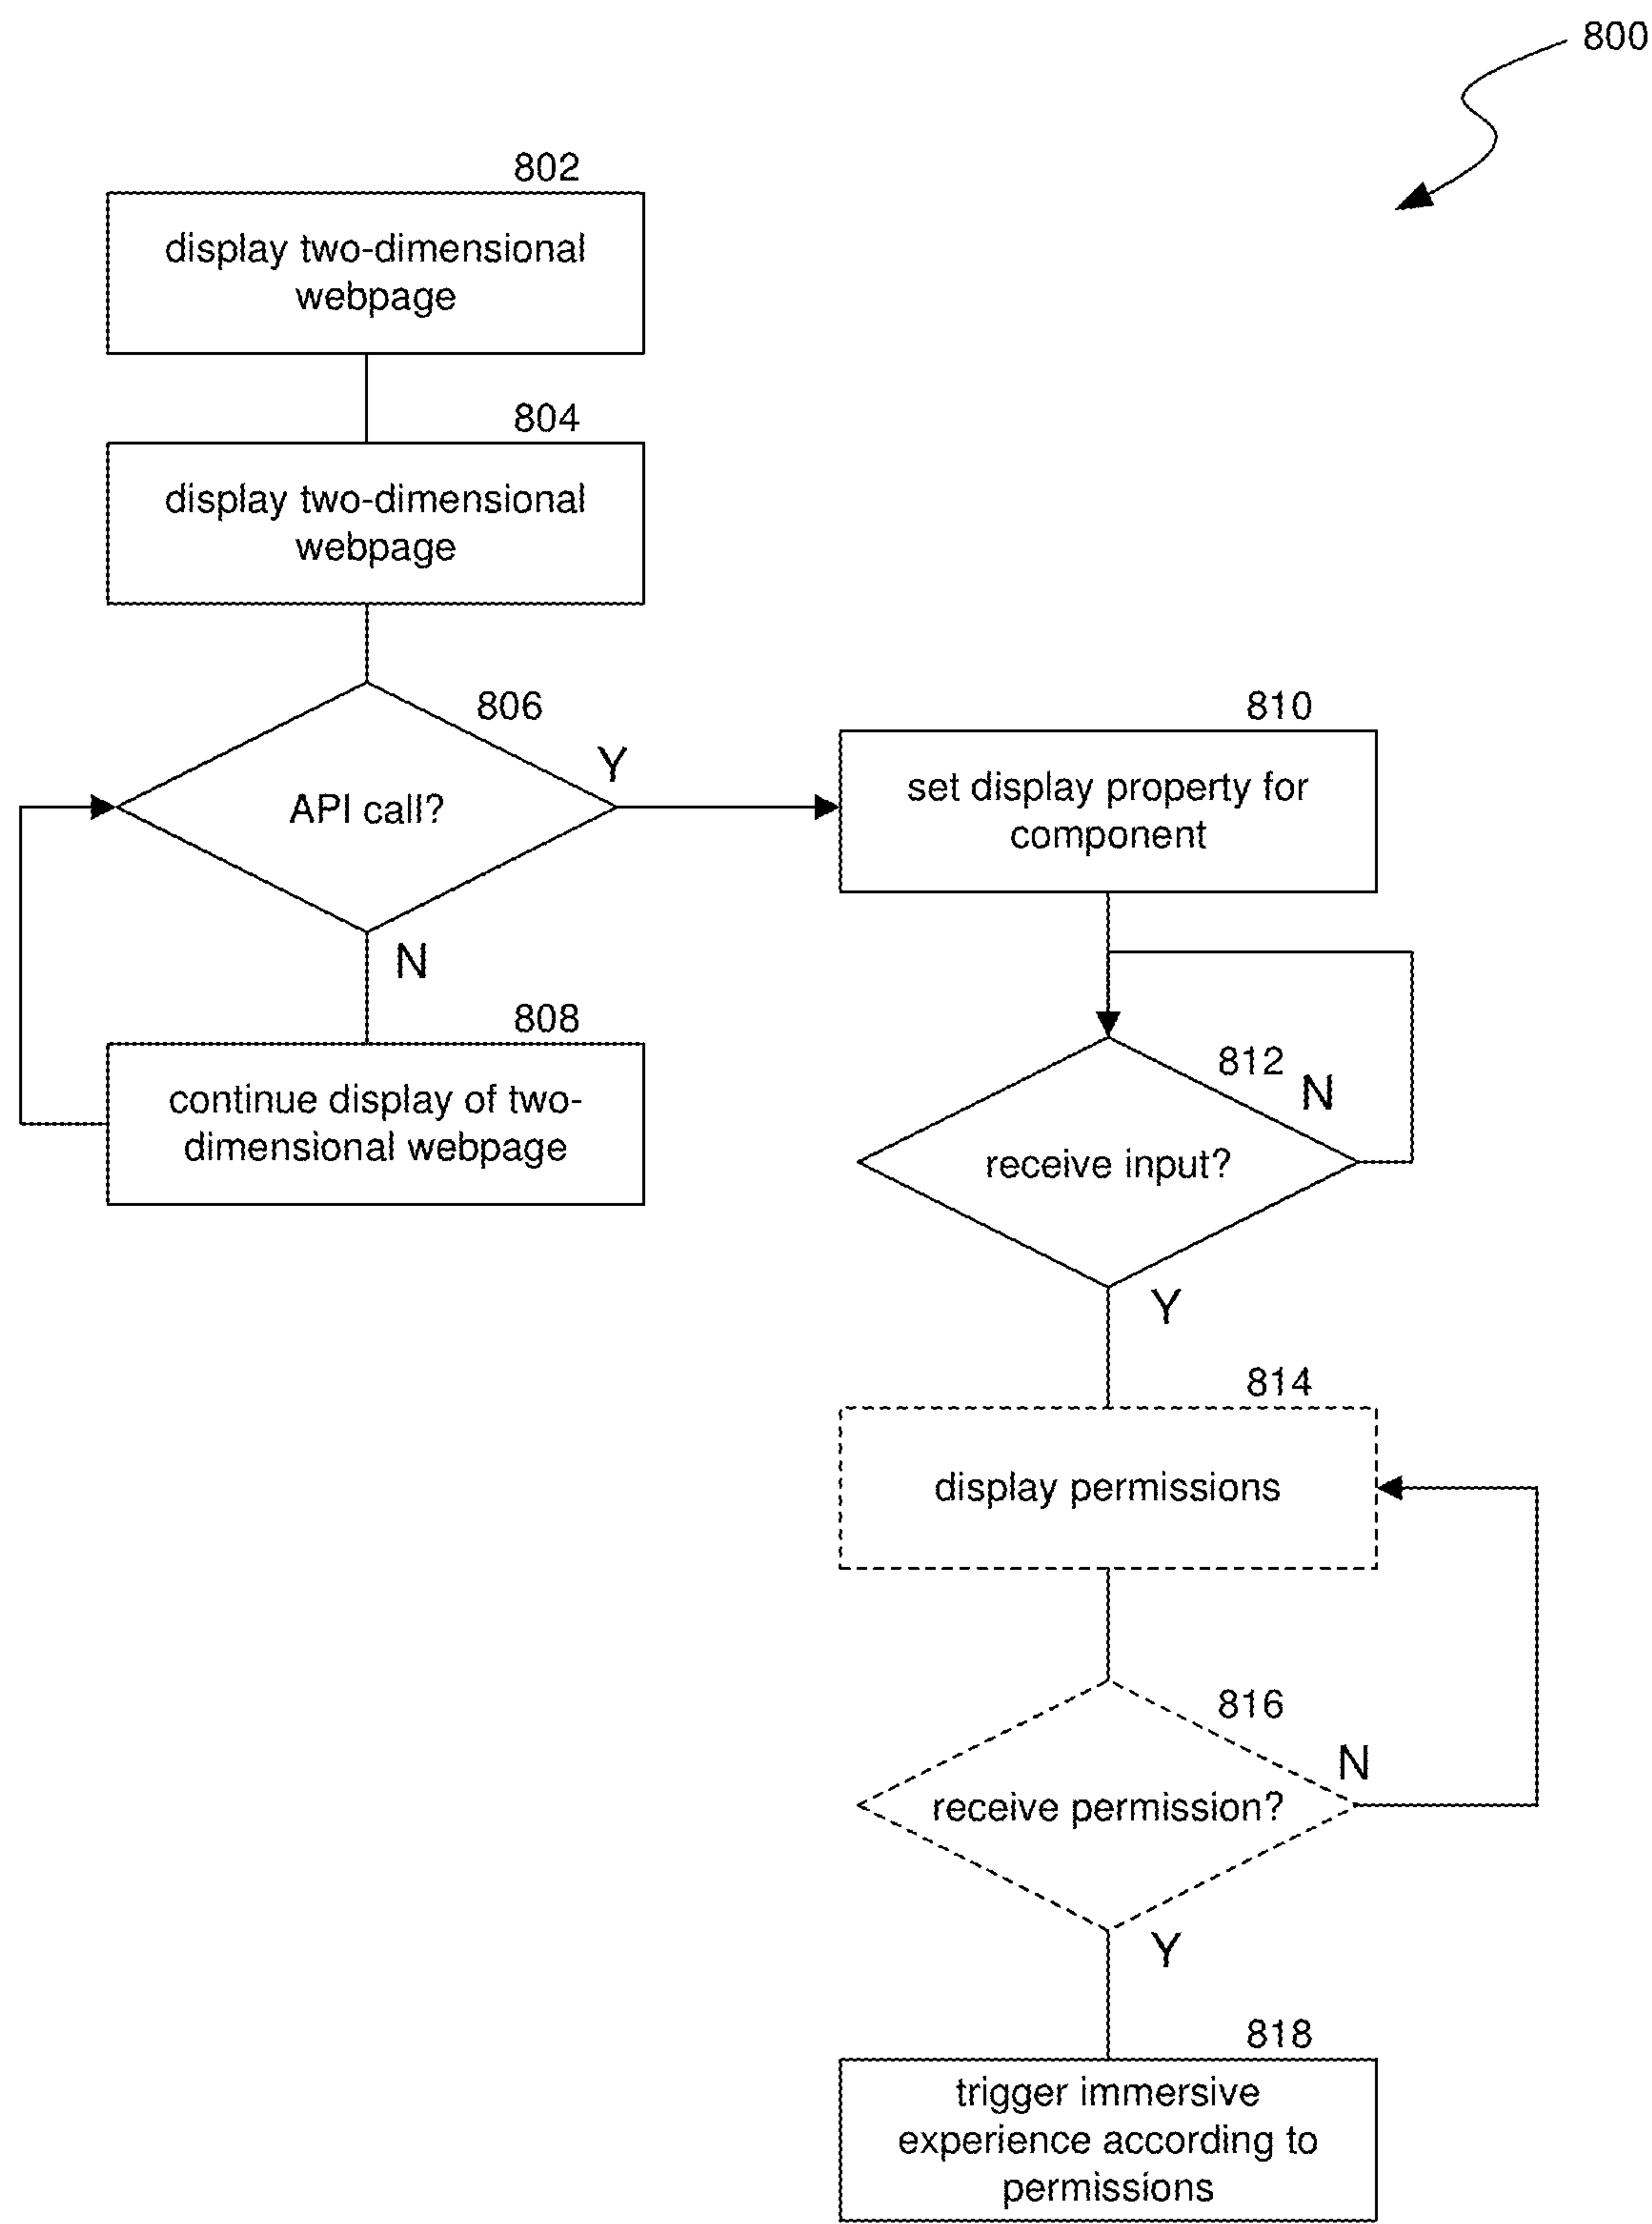 800
802
display two-dimensional
webpage
804
display two-dimensional
webpage
806
API call?
Y
N
808
continue display of two-
dimensional webpage
810
set display property for
component
812
receive input?
N
Y
814
display permissions
816
receive permission?
N
Y
818
trigger immersive
experience according to
permissions